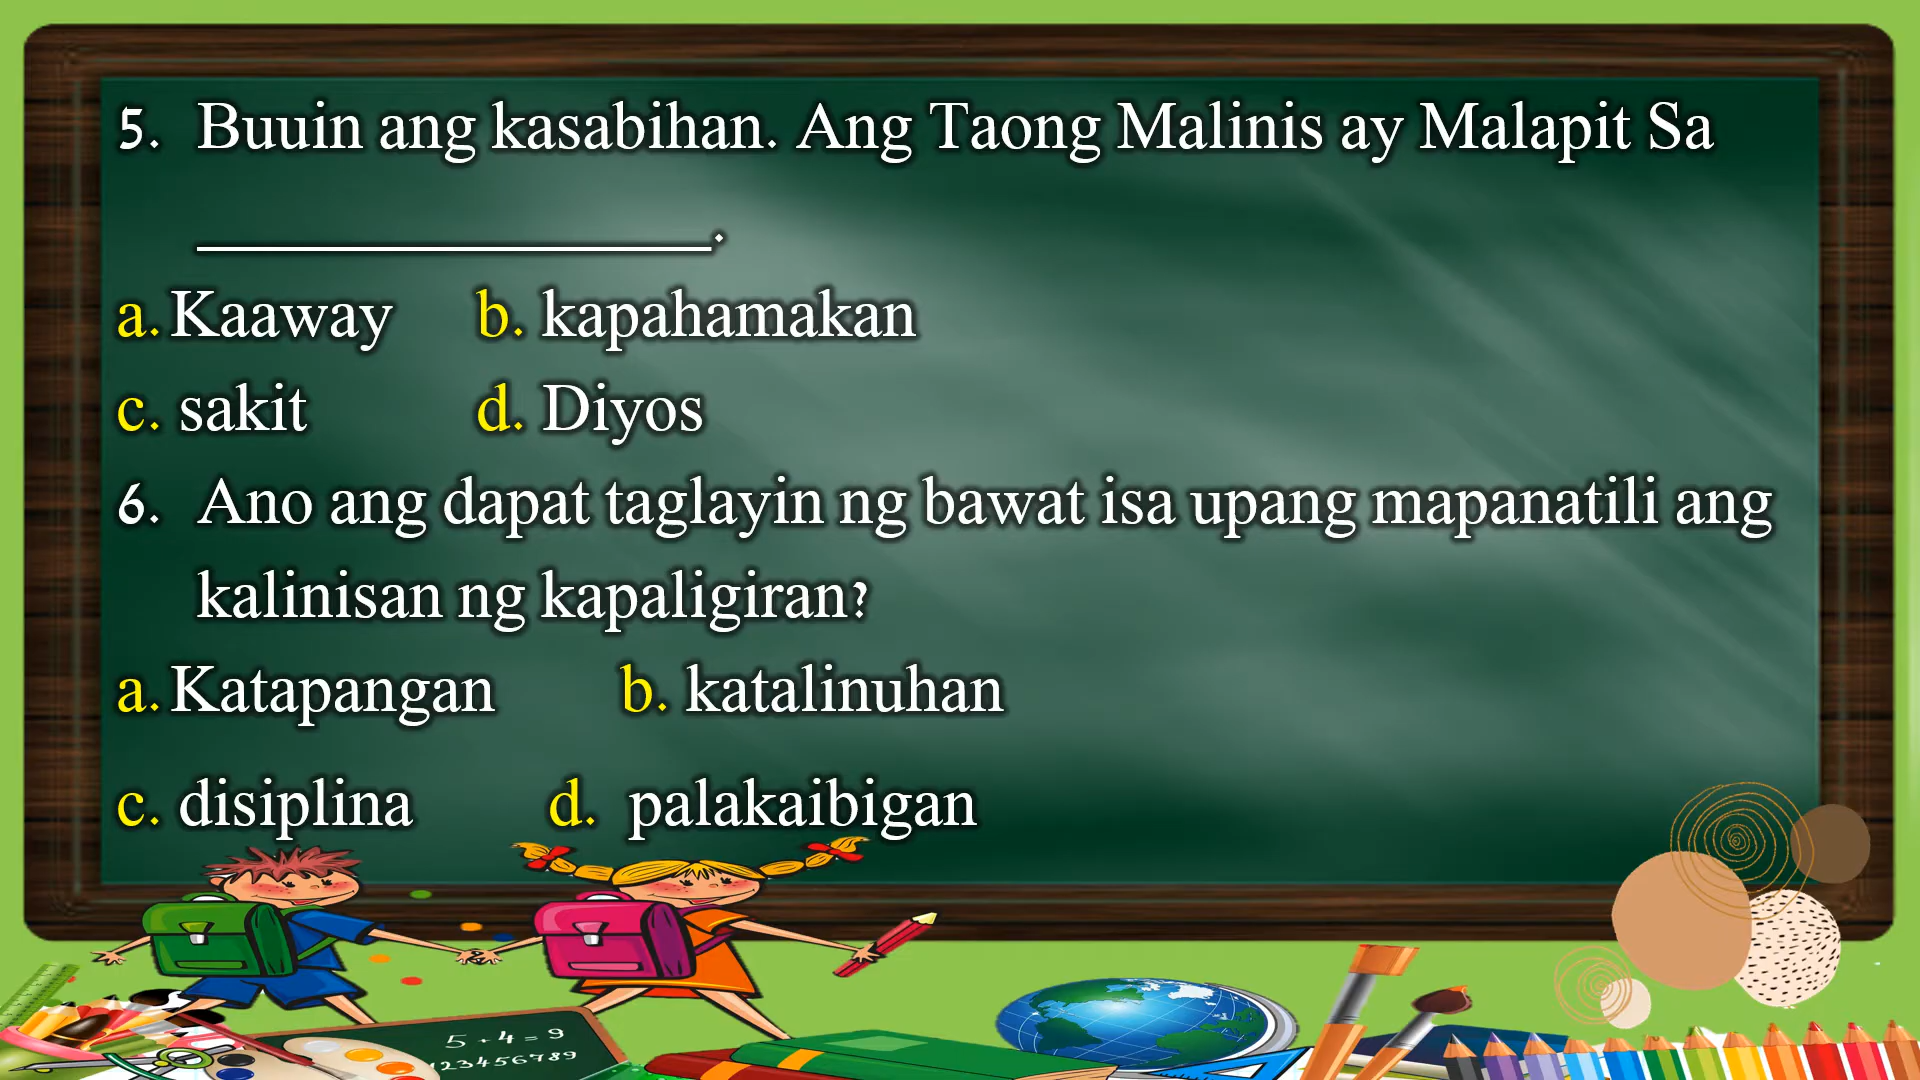 5. Buuin ang kasabihan. Ang Taong Malinis ay Malapit Sa
________________.
a. Kaaway b. kapahamakan
c. sakit d. Diyos
6. Ano ang dapat taglayin ng bawat isa upang mapanatili ang
kalinisan ng kapaligiran?
a. Katapangan b. katalinuhan
c. disiplina d. palakaibigan
5 + 4 = 9
123456789